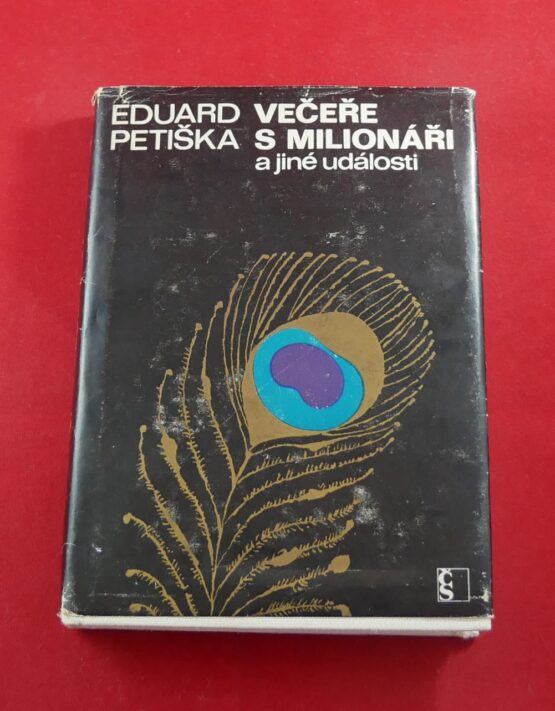 EDUARD VEČEŘE
PETIŠKA S MILIONÁŘI
a jiné události
čs